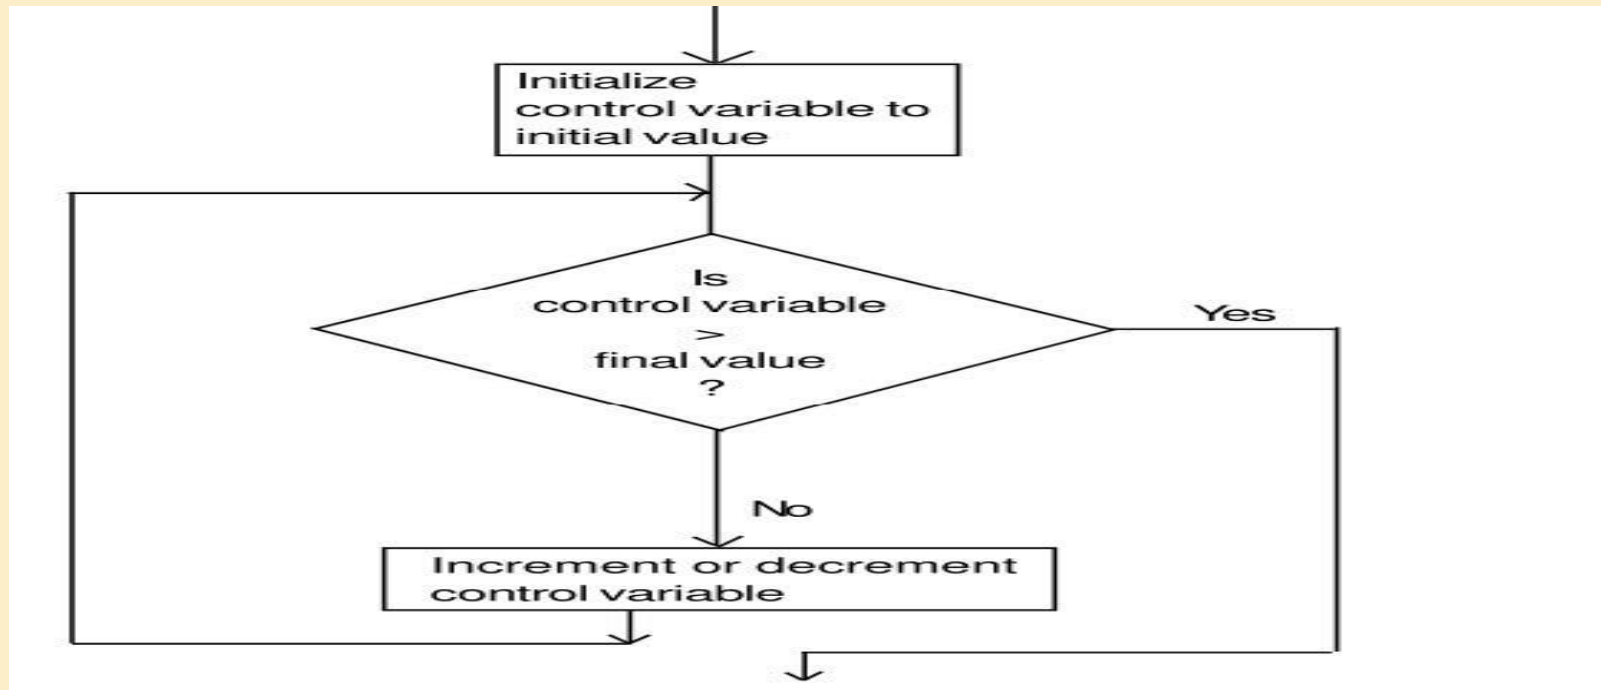 Initialize
control variable to
initial value
Is
control variable
>
final value
?
Yes
No
Increment or decrement
control variable